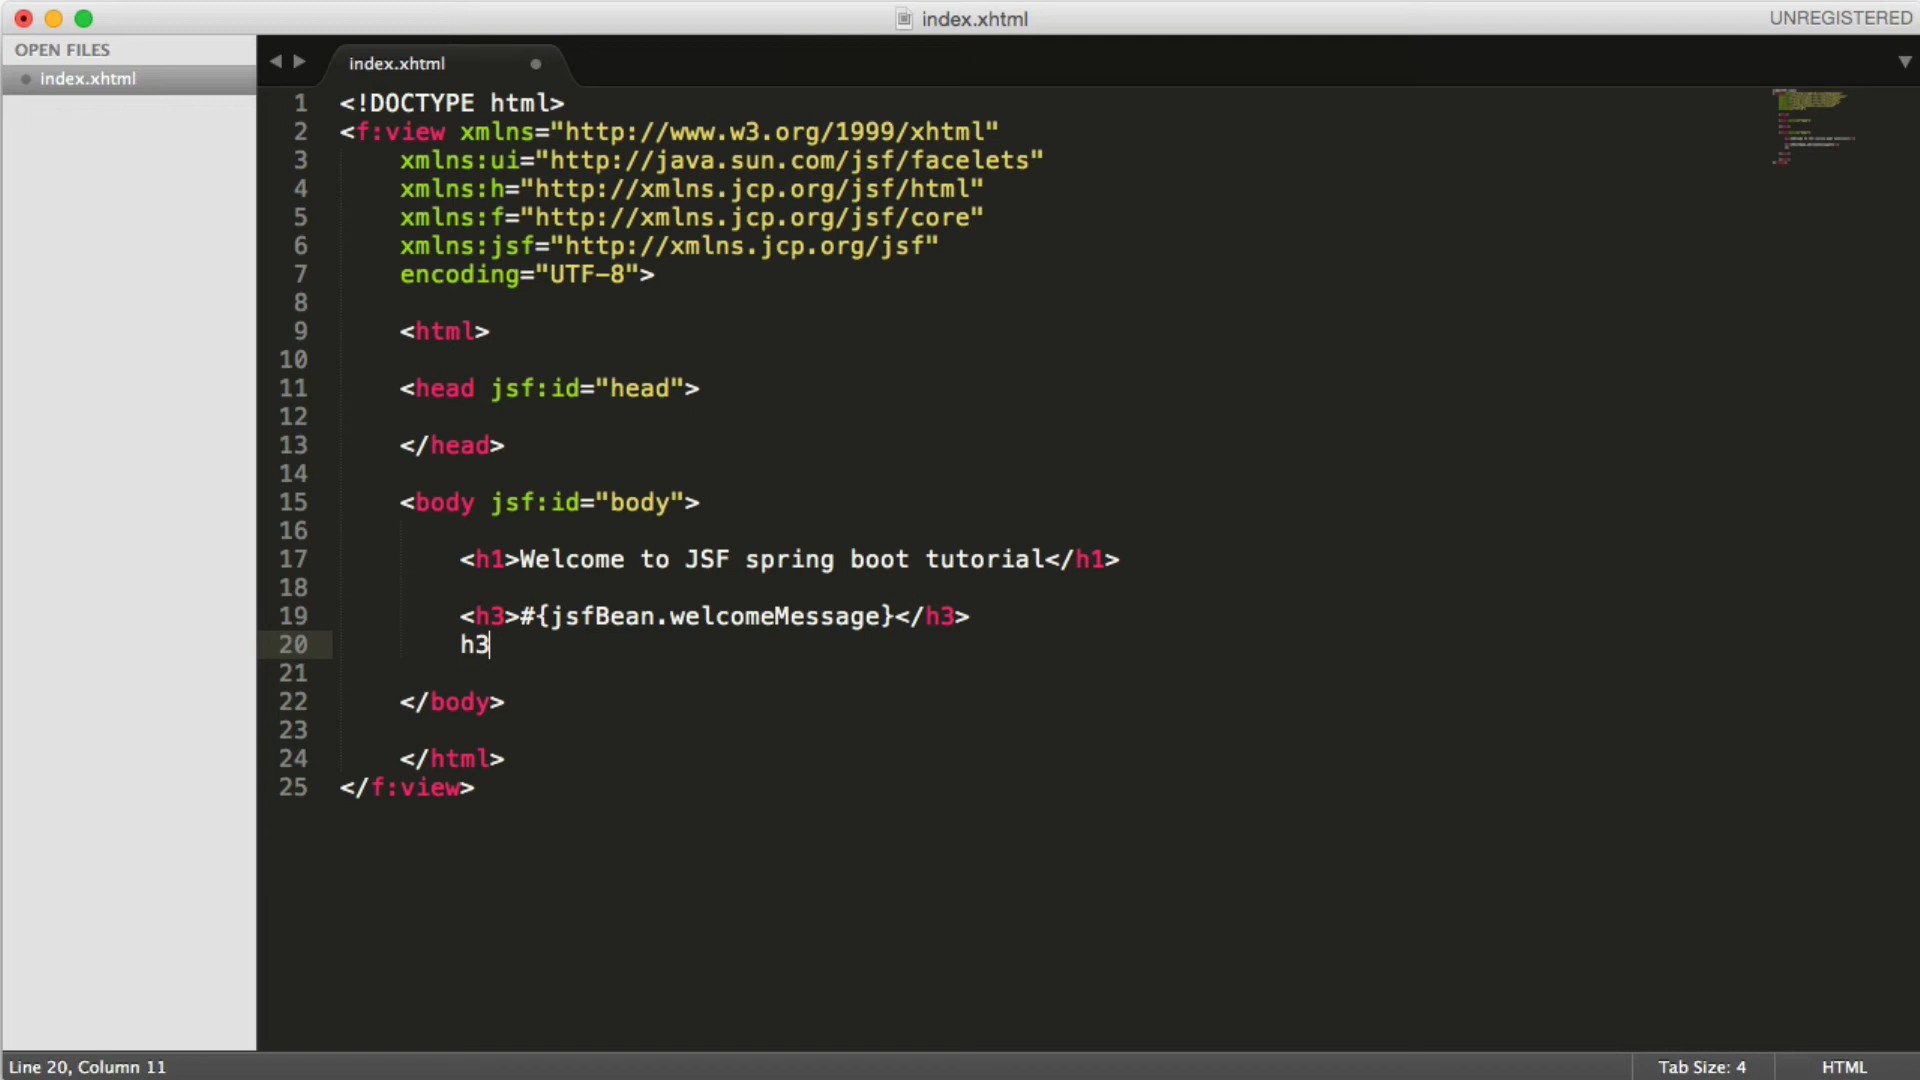 index.xhtml
UNREGISTERED
OPEN FILES
index.xhtml
index.xhtml
1 <!DOCTYPE html>
2 <f:view xmlns="http://www.w3.org/1999/xhtml"
3 xmlns:ui="http://java.sun.com/jsf/facelets"
4 xmlns:h="http://xmlns.jcp.org/jsf/html"
5 xmlns:f="http://xmlns.jcp.org/jsf/core"
6 xmlns:jsf="http://xmlns.jcp.org/jsf"
7 encoding="UTF-8">
8
9 <html>
10
11 <head jsf:id="head">
12
13 </head>
14
15 <body jsf:id="body">
16
17 <h1>Welcome to JSF spring boot tutorial</h1>
18
19 <h3>#{jsfBean.welcomeMessage}</h3>
20 h3
21
22 </body>
23
24 </html>
25 </f:view>
Line 20, Column 11
Tab Size: 4
HTML